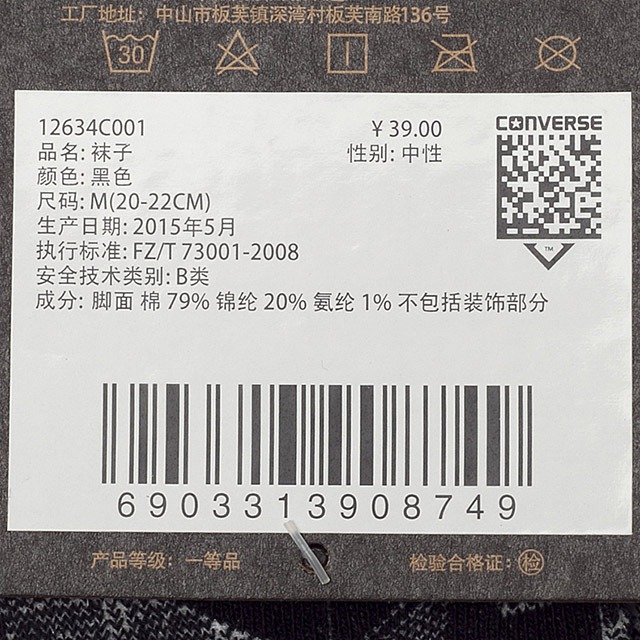 工厂地址：中山市板芙镇深湾村板芙南路136号
30
12634C001 ¥39.00 CONVERSE
品名: 袜子 性别: 中性
颜色: 黑色
尺码: M(20-22CM)
生产日期: 2015年5月
执行标准: FZ/T 73001-2008
安全技术类别: B类
成分: 脚面 棉 79% 锦纶 20% 氨纶 1% 不包括装饰部分
TM
6903313908749
产品等级：一等品 检验合格证：检